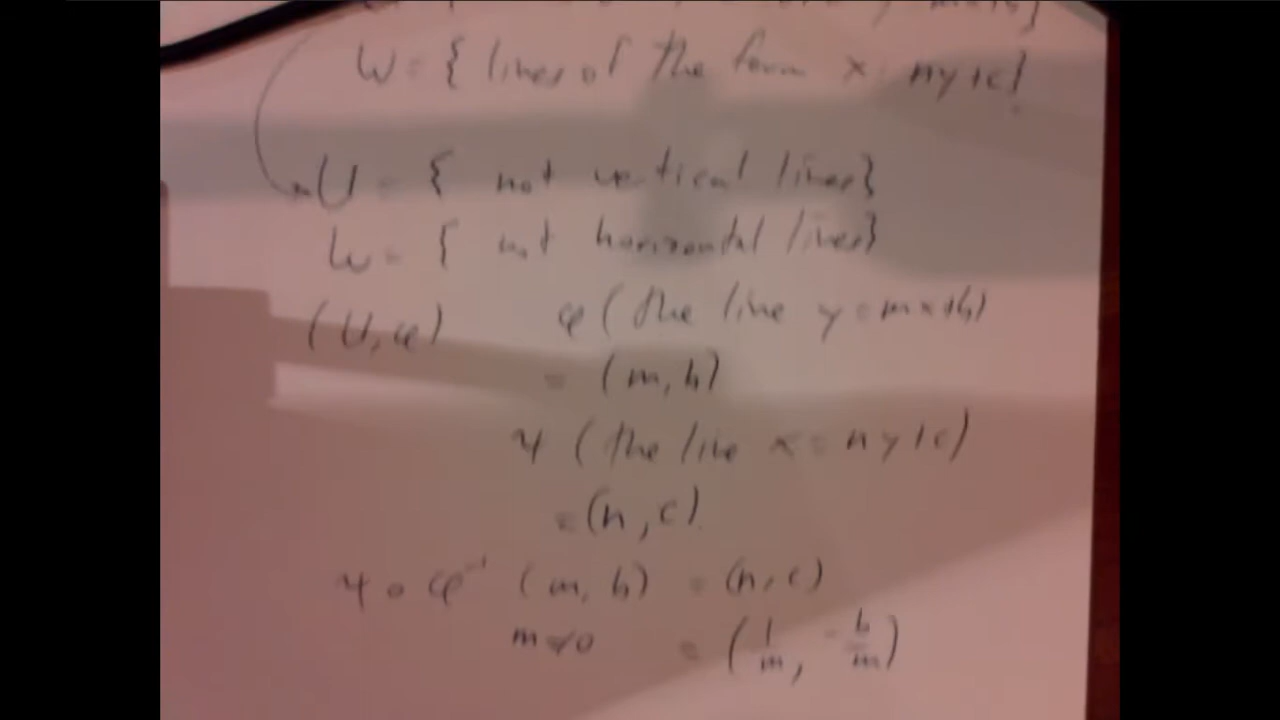 W = { lines of the form x = ny+c}
U = { not vertical lines}
W = { not horizontal lines}
(U,φ) φ(the line y=mx+b)
= (m,b)
ψ (the line x = ny+c)
=(n,c)
ψ∘φ⁻¹ (m,b) = (n,c)
m≠0 = (1/m, -b/m)